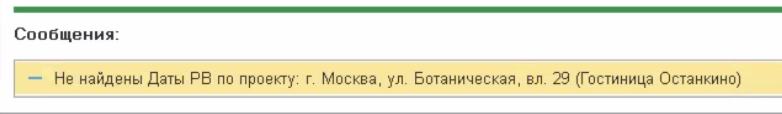 Сообщения:
Не найдены Даты РВ по проекту: г. Москва, ул. Ботаническая, вл. 29 (Гостиница Останкино)